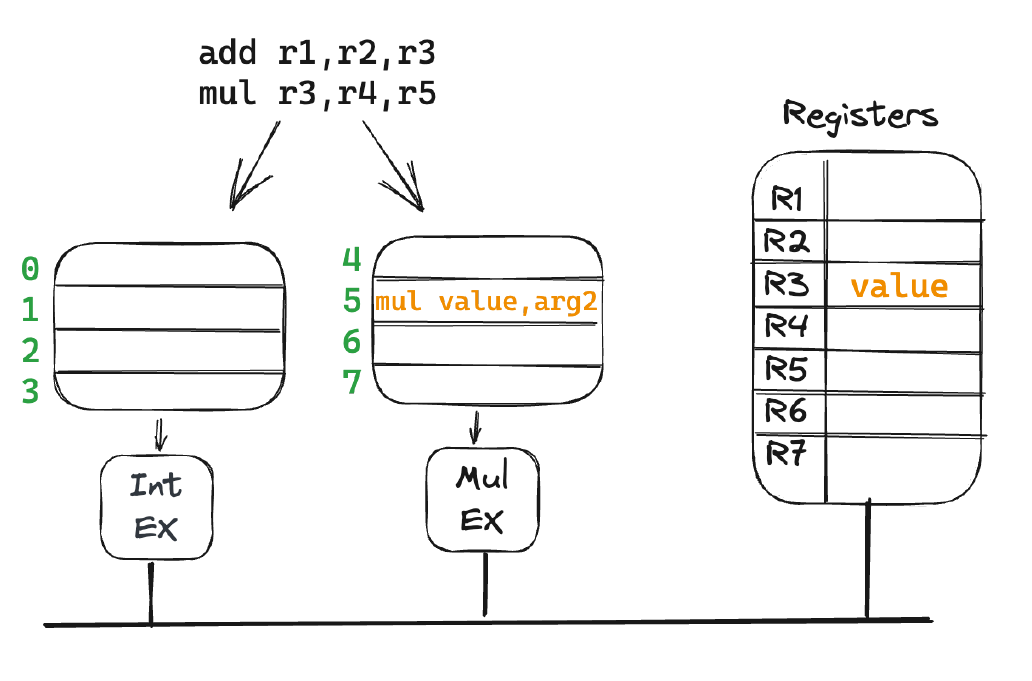 add r1,r2,r3
mul r3,r4,r5
Registers
R1
R2
R3 value
R4
R5
R6
R7
0
1
2
3
4
5 mul value,arg2
6
7
Int
EX
Mul
EX